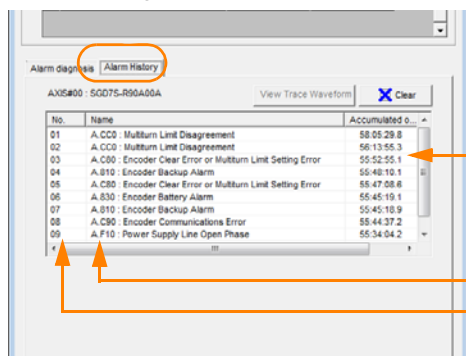 Alarm diagnosis Alarm History
AXIS#00 : SGD7S-R90A00A View Trace Waveform Clear
No. Name Accumulated o...
01 A.CC0 : Multiturn Limit Disagreement 58:05:29.8
02 A.CC0 : Multiturn Limit Disagreement 56:13:55.3
03 A.C80 : Encoder Clear Error or Multiturn Limit Setting Error 55:52:55.1
04 A.810 : Encoder Backup Alarm 55:48:10.1
05 A.C80 : Encoder Clear Error or Multiturn Limit Setting Error 55:47:08.6
06 A.830 : Encoder Battery Alarm 55:45:19.1
07 A.810 : Encoder Backup Alarm 55:45:18.9
08 A.C90 : Encoder Communications Error 55:44:37.2
09 A.F10 : Power Supply Line Open Phase 55:34:04.2